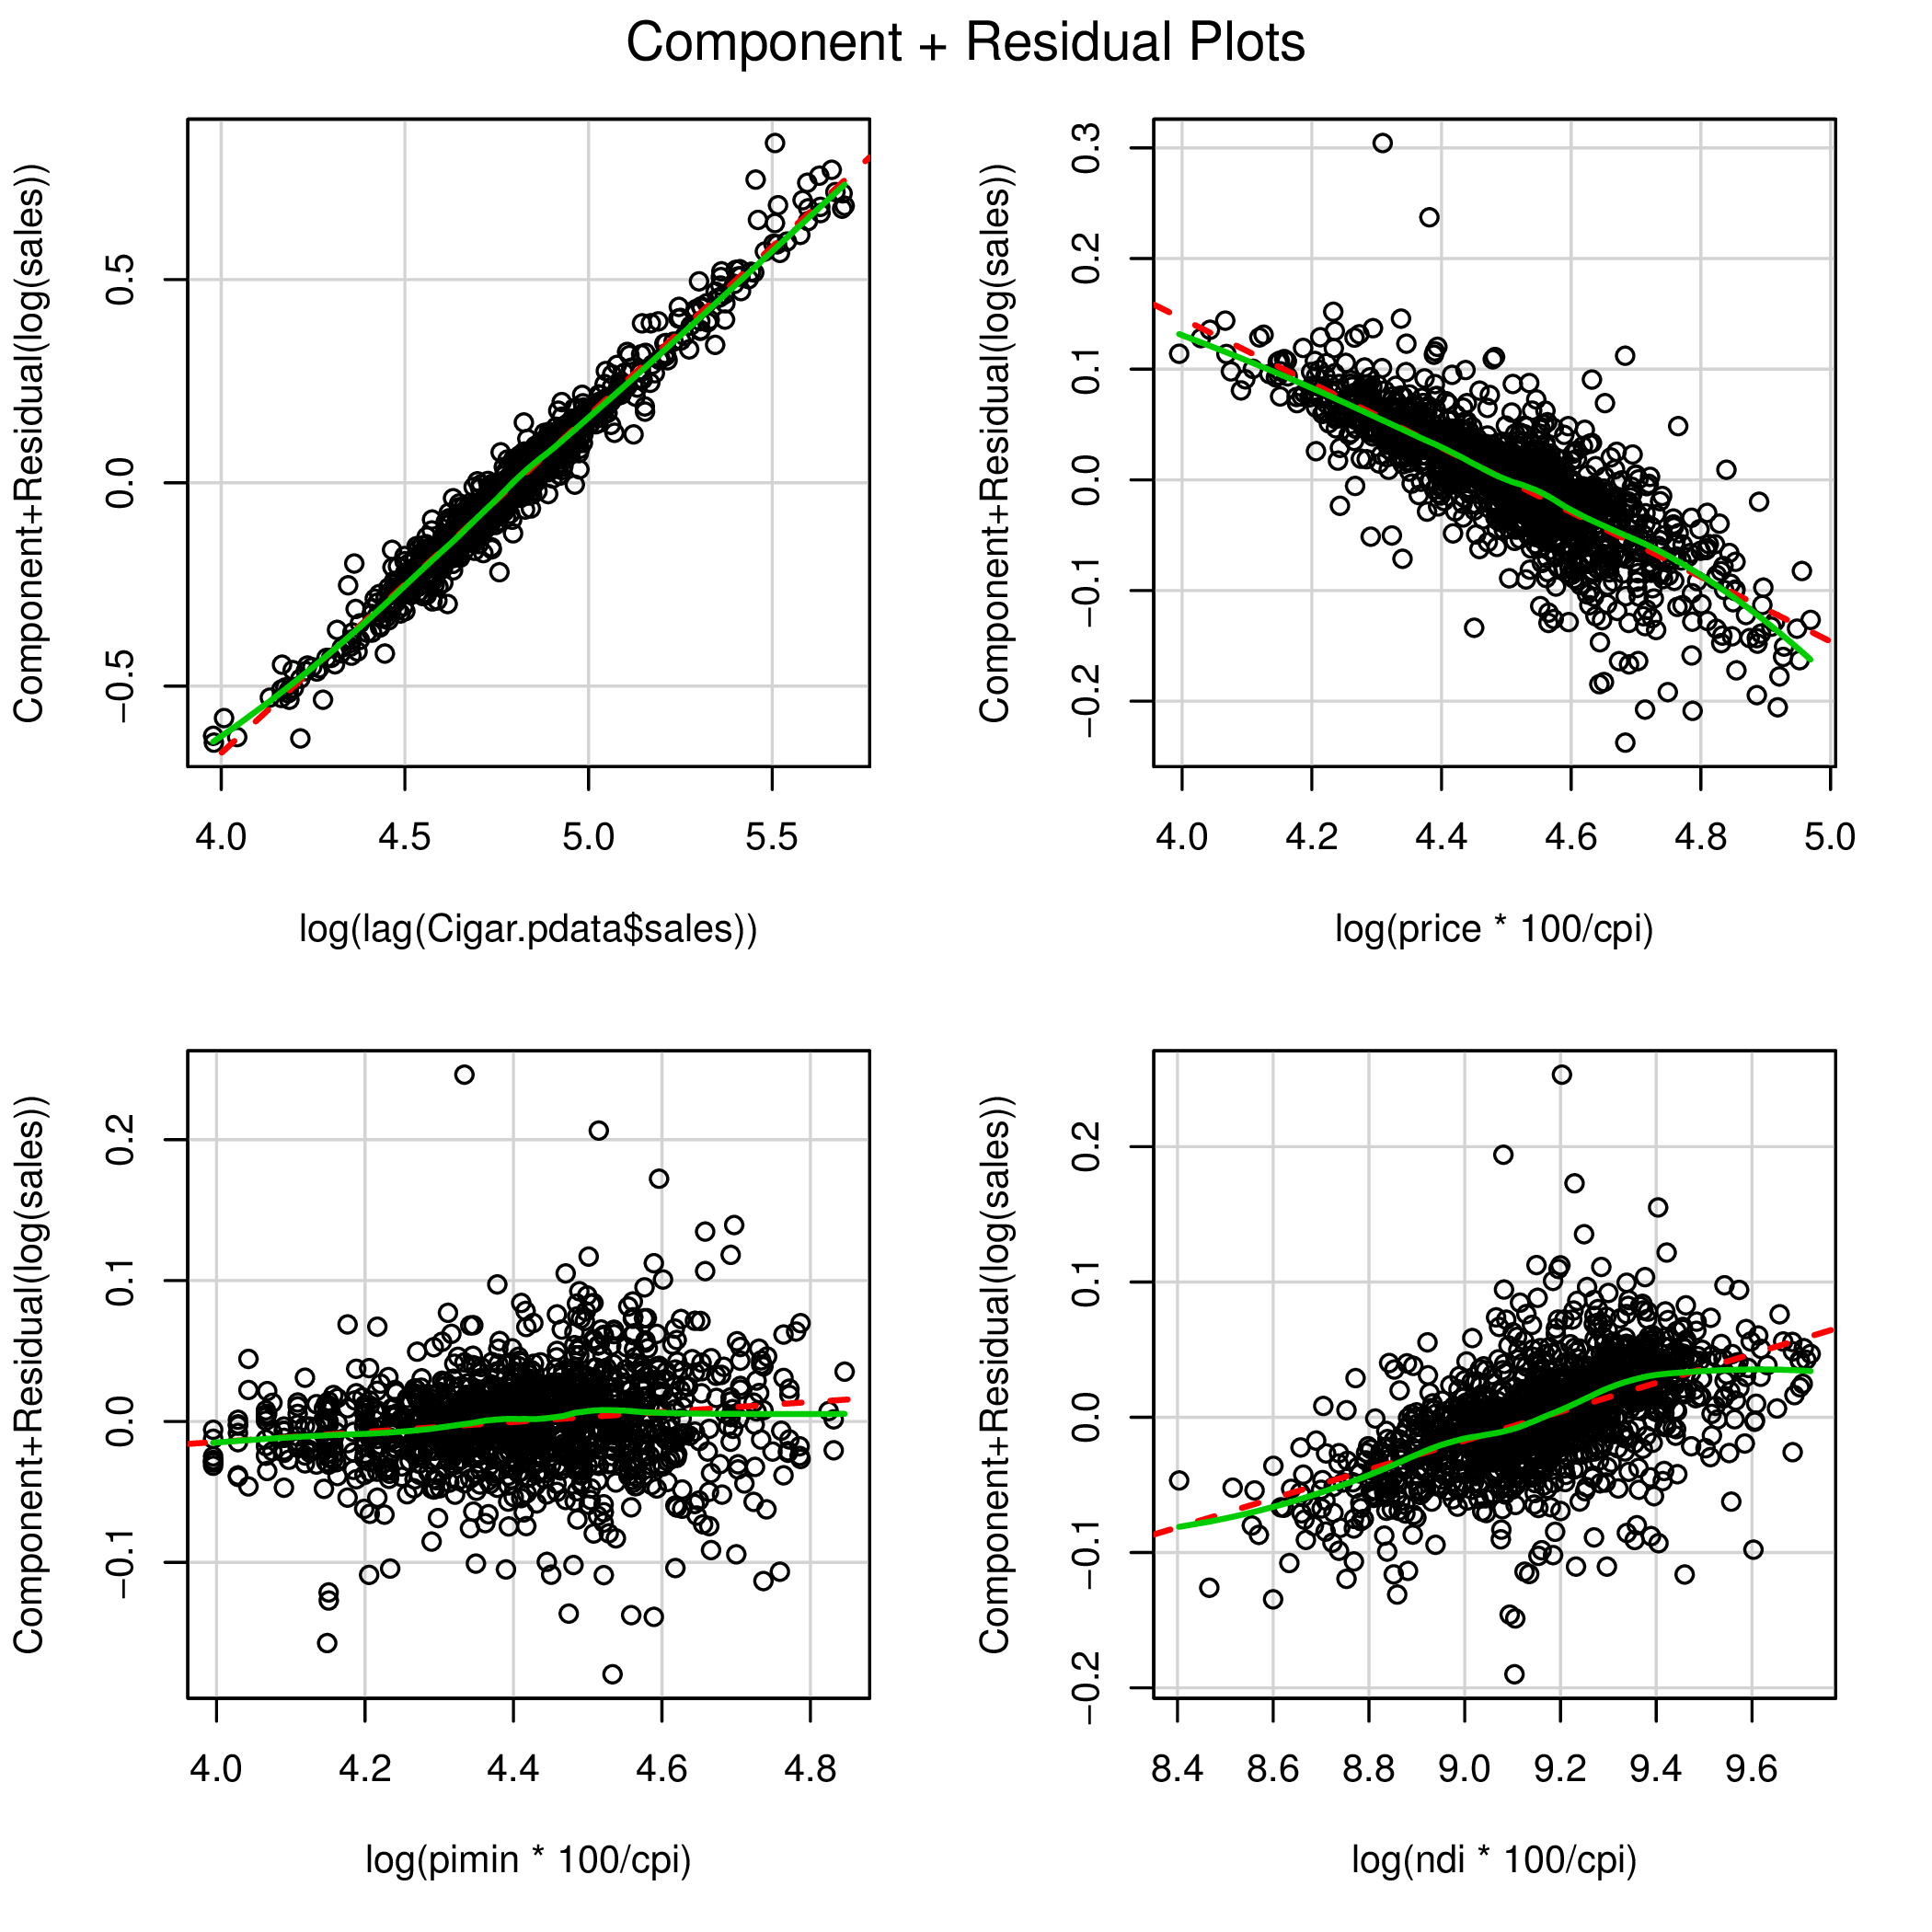 Component + Residual Plots
Component+Residual(log(sales))
0.5
0.0
−0.5
4.0 4.5 5.0 5.5
log(lag(Cigar.pdata$sales))
Component+Residual(log(sales))
0.3
0.2
0.1
0.0
−0.1
−0.2
4.0 4.2 4.4 4.6 4.8 5.0
log(price * 100/cpi)
Component+Residual(log(sales))
0.2
0.1
0.0
−0.1
4.0 4.2 4.4 4.6 4.8
log(pimin * 100/cpi)
Component+Residual(log(sales))
0.2
0.1
0.0
−0.1
−0.2
8.4 8.6 8.8 9.0 9.2 9.4 9.6
log(ndi * 100/cpi)